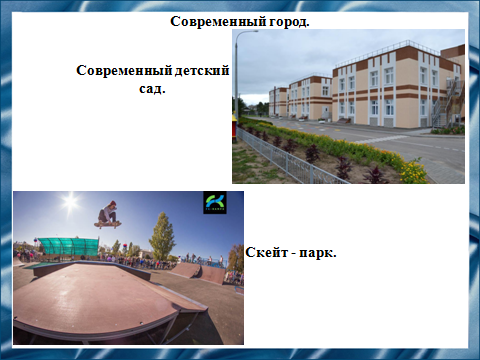 Современный город.
Современный детский
сад.
Скейт - парк.